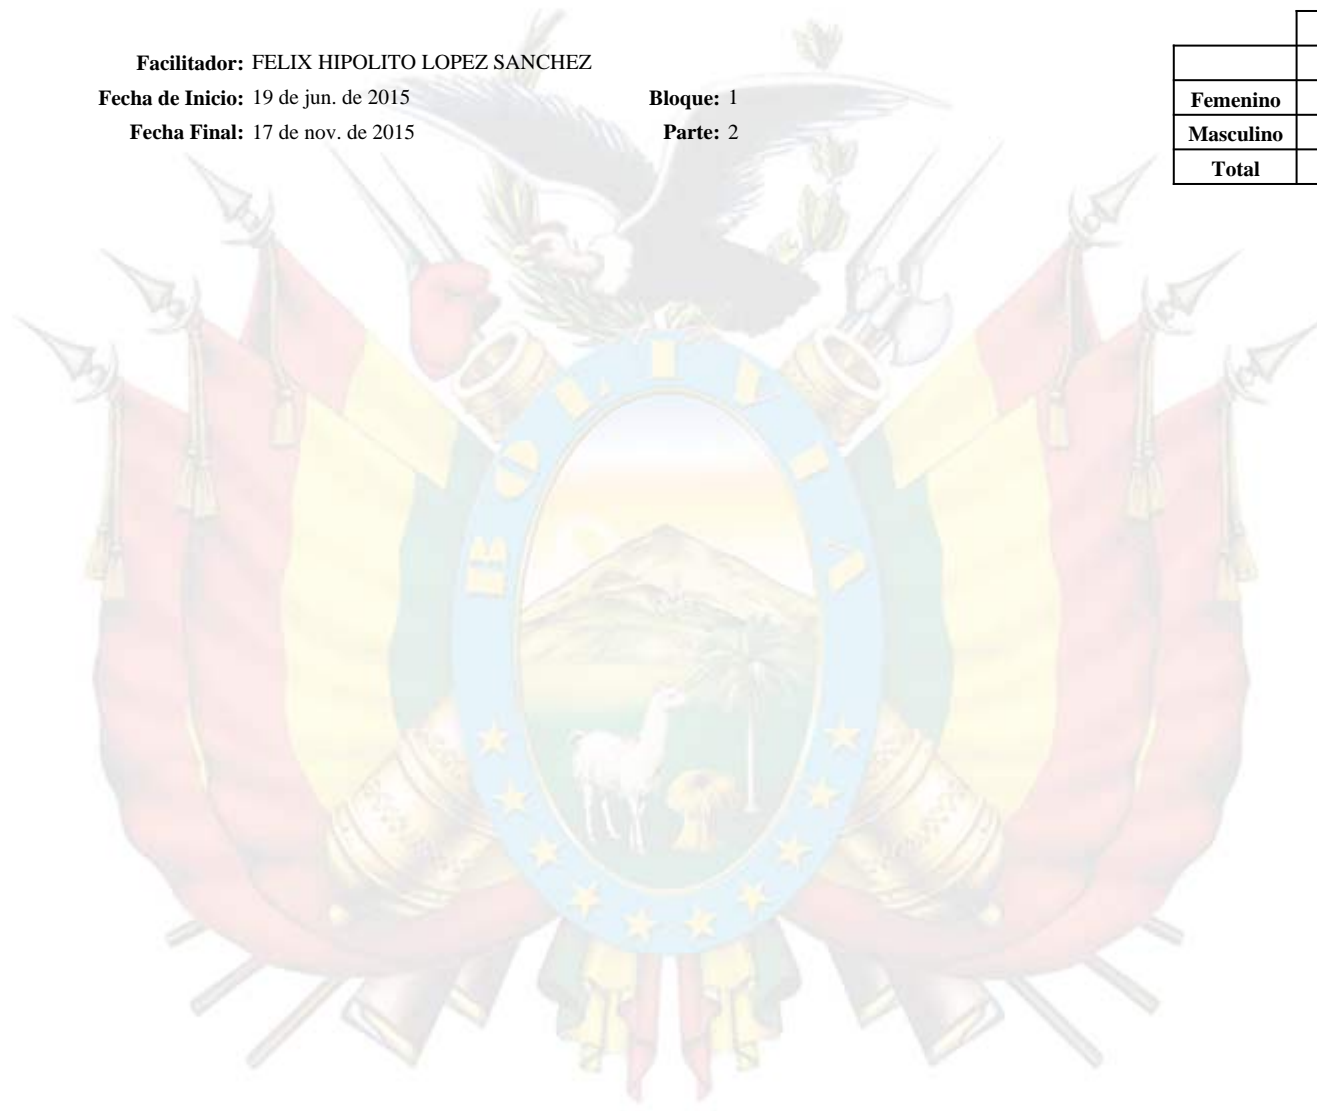 Facilitador: FELIX HIPOLITO LOPEZ SANCHEZ
Fecha de Inicio: 19 de jun. de 2015 Bloque: 1
Fecha Final: 17 de nov. de 2015 Parte: 2
Femenino
Masculino
Total
BOLIVIA